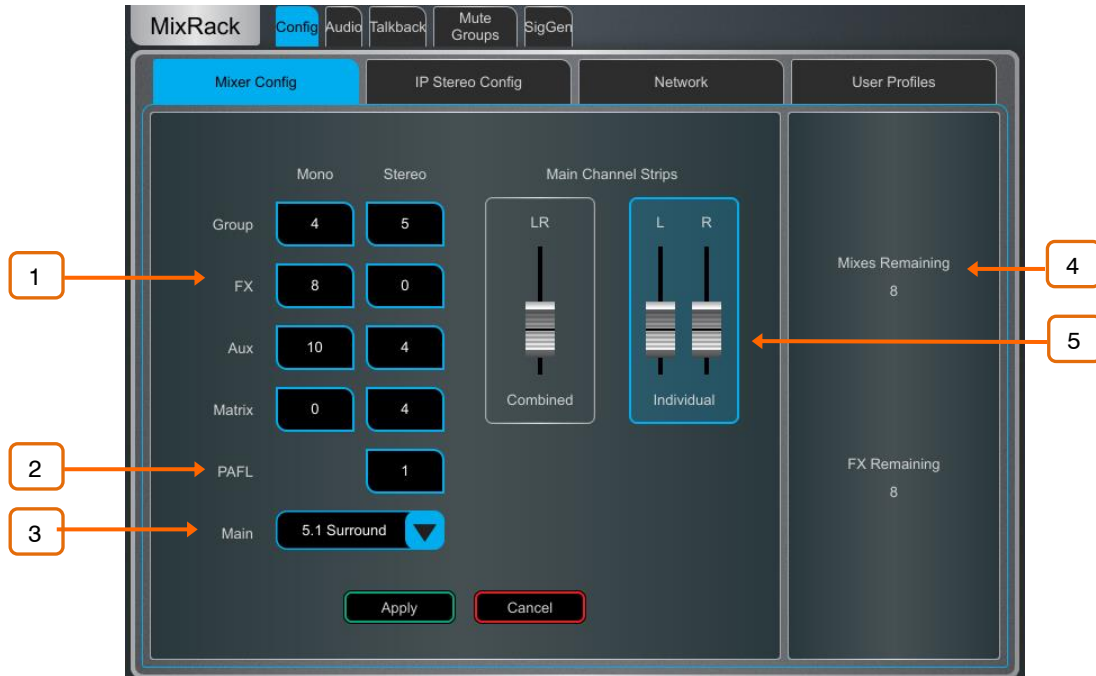 MixRack Config Audio Talkback Mute Groups SigGen
Mixer Config IP Stereo Config Network User Profiles
Mono Stereo Main Channel Strips
Group 4 5 LR L R
1 FX 8 0 Mixes Remaining 4
8
Aux 10 4 5
Matrix 0 4 Combined Individual
2 PAFL 1 FX Remaining
8
3 Main 5.1 Surround
Apply Cancel